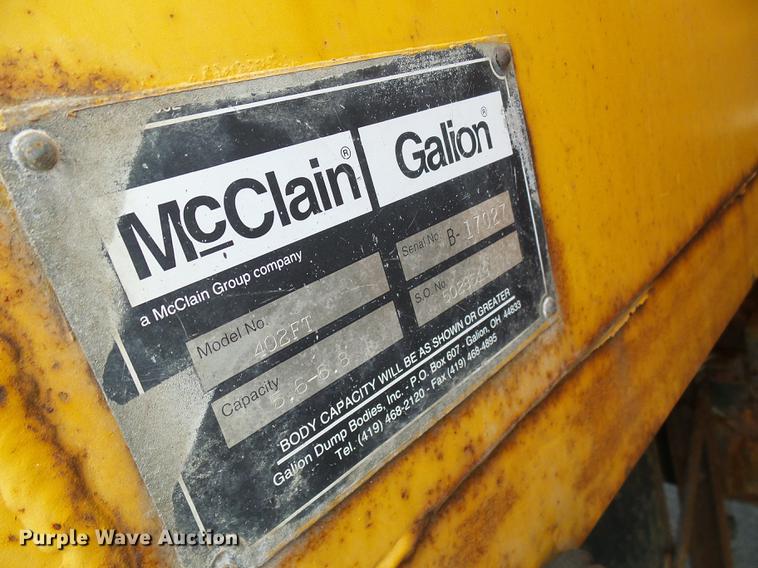 McClain® Galion®
a McClain Group company
Model No. 402FT
Serial No. B-17027
Capacity 5.6-6.8
S.O. No.
BODY CAPACITY WILL BE AS SHOWN OR GREATER
Galion Dump Bodies, Inc. - P.O. Box 607 - Galion, OH 44833
Tel. (419) 468-2120 - Fax (419) 468-4895
Purple Wave Auction